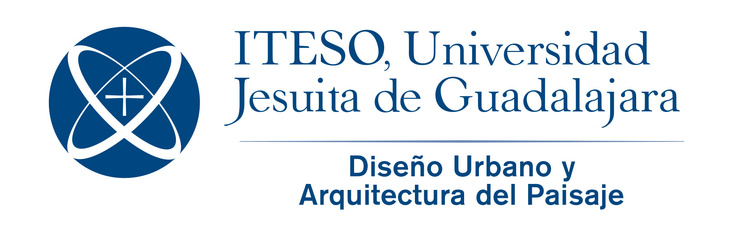 ITESO, Universidad
Jesuita de Guadalajara
Diseño Urbano y
Arquitectura del Paisaje